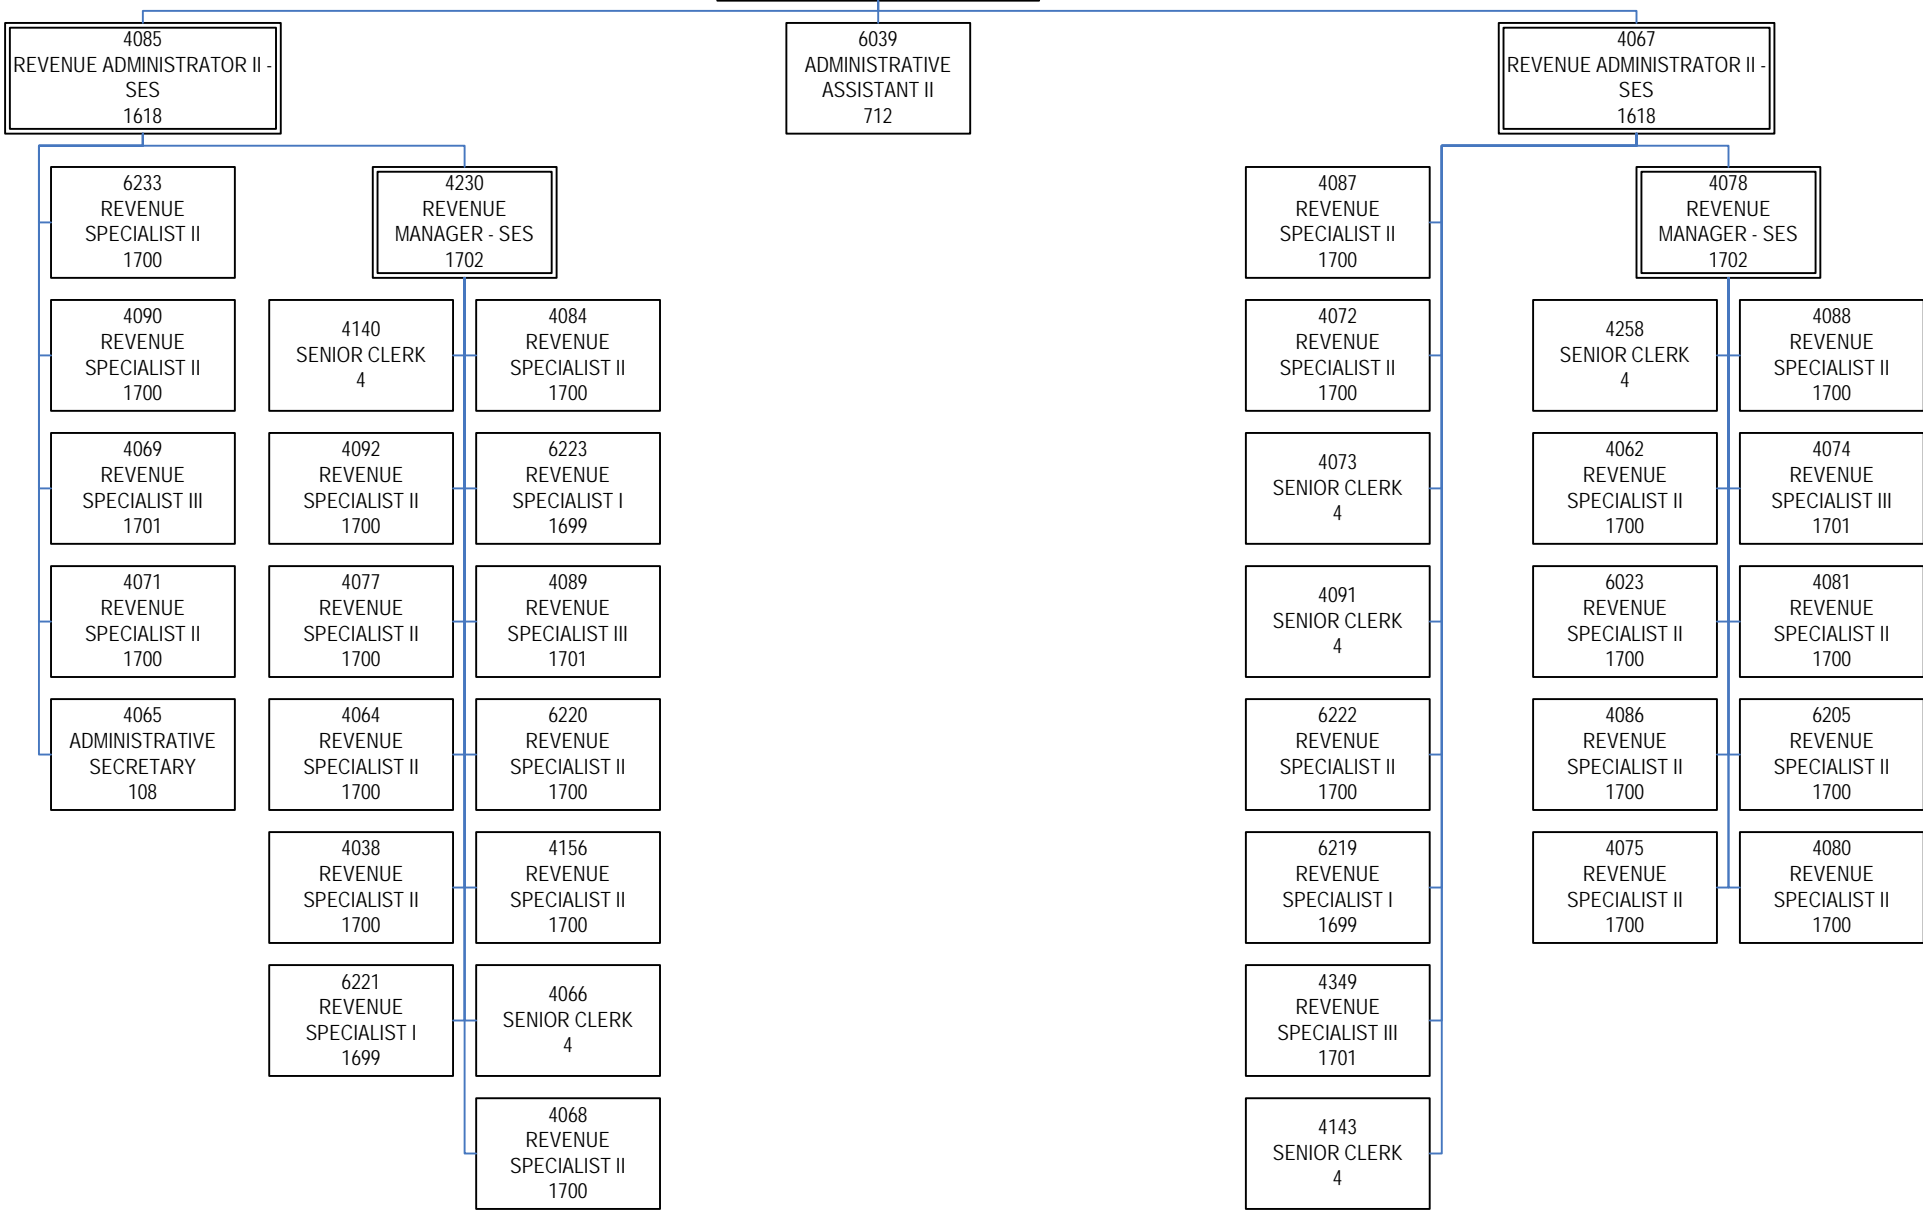 4085
REVENUE ADMINISTRATOR II -
SES
1618
6039
ADMINISTRATIVE
ASSISTANT II
712
4067
REVENUE ADMINISTRATOR II -
SES
1618
6233
REVENUE
SPECIALIST II
1700
4090
REVENUE
SPECIALIST II
1700
4069
REVENUE
SPECIALIST III
1701
4071
REVENUE
SPECIALIST II
1700
4065
ADMINISTRATIVE
SECRETARY
108
4230
REVENUE
MANAGER - SES
1702
4140
SENIOR CLERK
4
4084
REVENUE
SPECIALIST II
1700
4092
REVENUE
SPECIALIST II
1700
6223
REVENUE
SPECIALIST I
1699
4077
REVENUE
SPECIALIST II
1700
4089
REVENUE
SPECIALIST III
1701
4064
REVENUE
SPECIALIST II
1700
6220
REVENUE
SPECIALIST II
1700
4038
REVENUE
SPECIALIST II
1700
4156
REVENUE
SPECIALIST II
1700
6221
REVENUE
SPECIALIST I
1699
4066
SENIOR CLERK
4
4068
REVENUE
SPECIALIST II
1700
4087
REVENUE
SPECIALIST II
1700
4072
REVENUE
SPECIALIST II
1700
4073
SENIOR CLERK
4
4091
SENIOR CLERK
4
6222
REVENUE
SPECIALIST II
1700
6219
REVENUE
SPECIALIST I
1699
4349
REVENUE
SPECIALIST III
1701
4143
SENIOR CLERK
4
4078
REVENUE
MANAGER - SES
1702
4258
SENIOR CLERK
4
4088
REVENUE
SPECIALIST II
1700
4062
REVENUE
SPECIALIST II
1700
4074
REVENUE
SPECIALIST III
1701
6023
REVENUE
SPECIALIST II
1700
4081
REVENUE
SPECIALIST II
1700
4086
REVENUE
SPECIALIST II
1700
6205
REVENUE
SPECIALIST II
1700
4075
REVENUE
SPECIALIST II
1700
4080
REVENUE
SPECIALIST II
1700